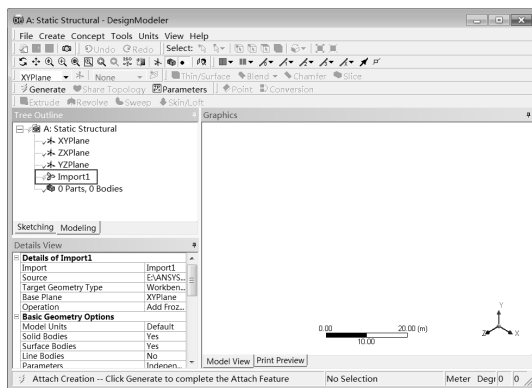 A: Static Structural - DesignModeler
File Create Concept Tools Units View Help
Undo Redo Select:
XYPlane None Thin/Surface Blend Chamfer Slice
Generate Share Topology Parameters Point Conversion
Extrude Revolve Sweep Skin/Loft
Tree Outline
A: Static Structural
XYPlane
ZXPlane
YZPlane
Import1
0 Parts, 0 Bodies
Sketching Modeling
Details View
Details of Import1
Import Import1
Source E:\ANSYS...
Target Geometry Type Workben...
Base Plane XYPlane
Operation Add Froz...
Basic Geometry Options
Model Units Default
Solid Bodies Yes
Surface Bodies Yes
Line Bodies No
Parameters Indepen...
Graphics
0.00 20.00 (m)
10.00
Y
Z X
Model View Print Preview
Attach Creation -- Click Generate to complete the Attach Feature No Selection Meter Degr 0 0